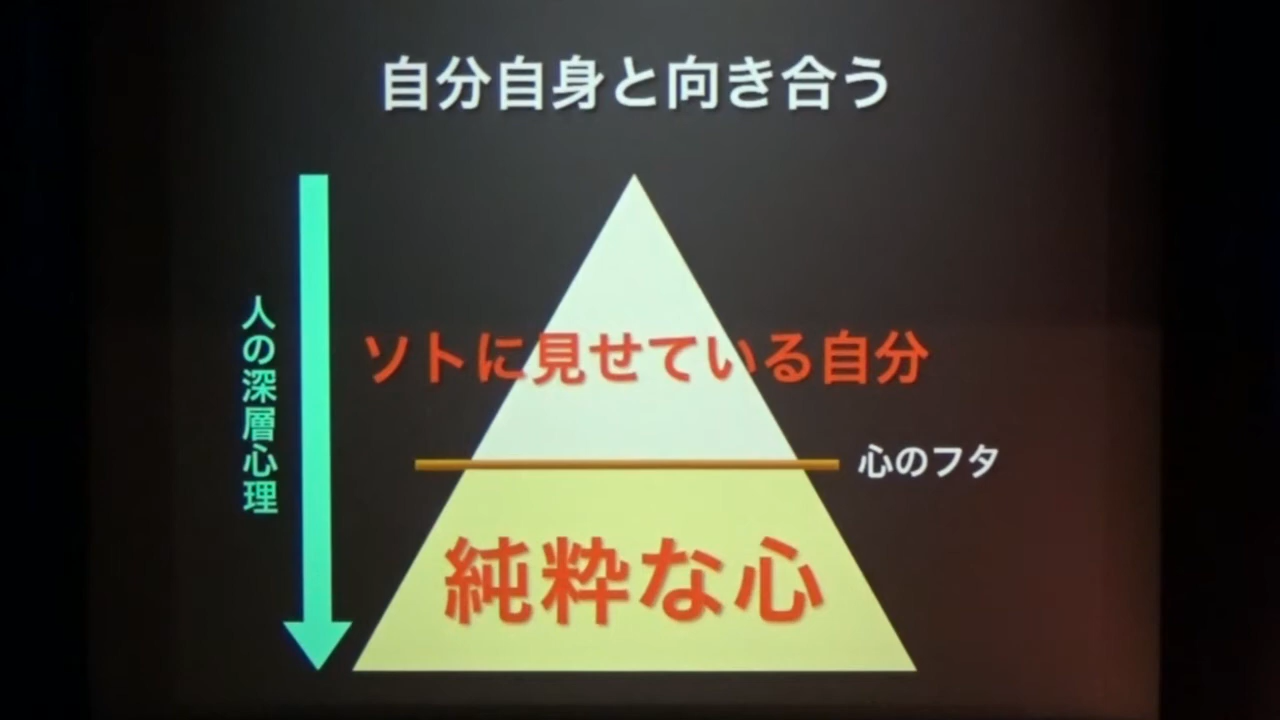 自分自身と向き合う
人の深層心理
ソトに見せている自分
心のフタ
純粋な心